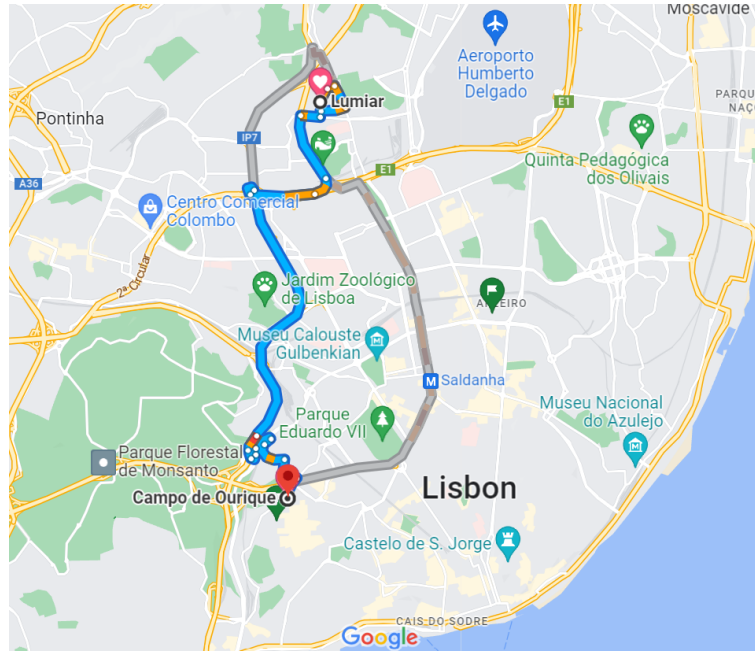 Moscavide
Aeroporto
Humberto
Delgado
Lumiar
PARQU
NAÇ
E1
Pontinha
IP7
E1
Quinta Pedagógica
dos Olivais
A36
Centro Comercial
Colombo
2ª Circular
Jardim Zoológico
de Lisboa
Museu Calouste
Gulbenkian
M Saldanha
Museu Nacional
do Azulejo
Parque
Eduardo VII
Parque Florestal
de Monsanto
Campo de Ourique
Lisbon
Castelo de S. Jorge
CAIS DO SODRE
Google